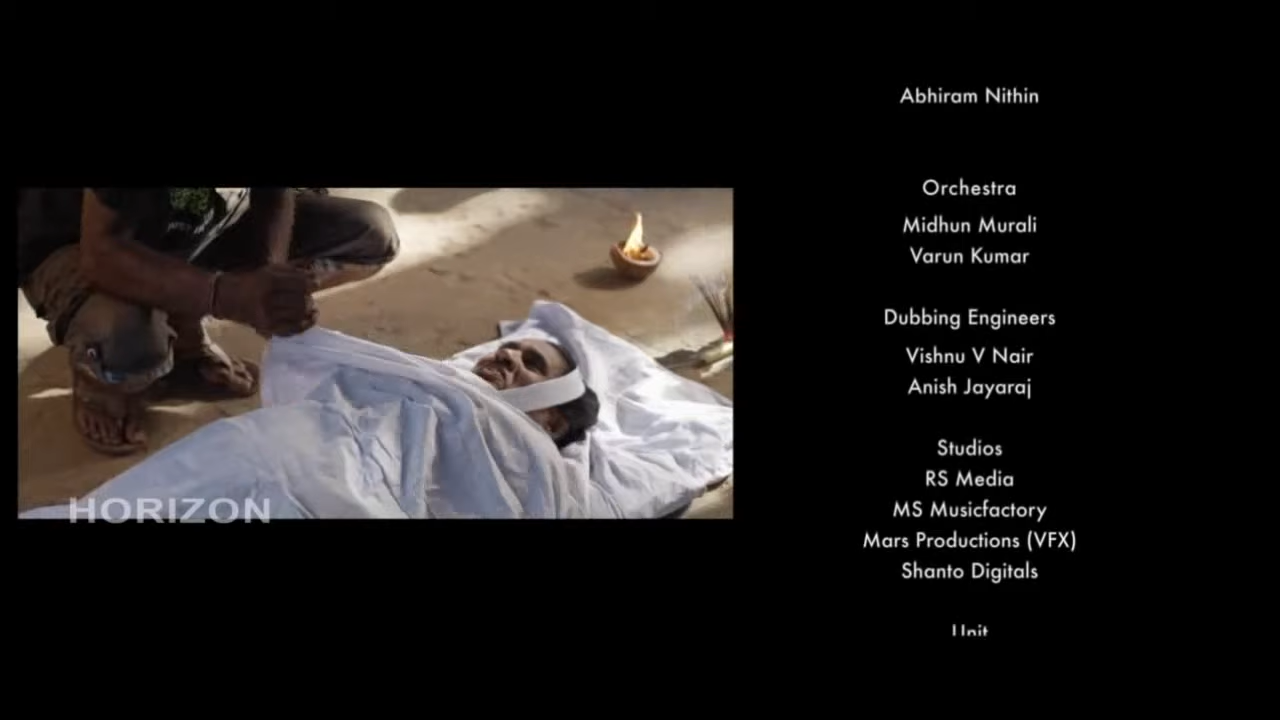 Abhiram Nithin
Orchestra
Midhun Murali
Varun Kumar
Dubbing Engineers
Vishnu V Nair
Anish Jayaraj
Studios
RS Media
MS Musicfactory
Mars Productions (VFX)
Shanto Digitals
Unit
HORIZON